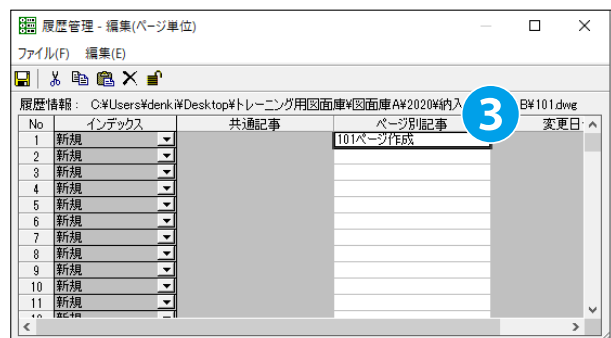 履歴管理 - 編集(ページ単位)
ファイル(F) 編集(E)
履歴情報： C:¥Users¥denki¥Desktop¥トレーニング用図面庫¥図面庫A¥2020¥納入 B¥101.dwg
3
No インデックス 共通記事 ページ別記事 変更日
1 新規 101ページ作成
2 新規
3 新規
4 新規
5 新規
6 新規
7 新規
8 新規
9 新規
10 新規
11 新規